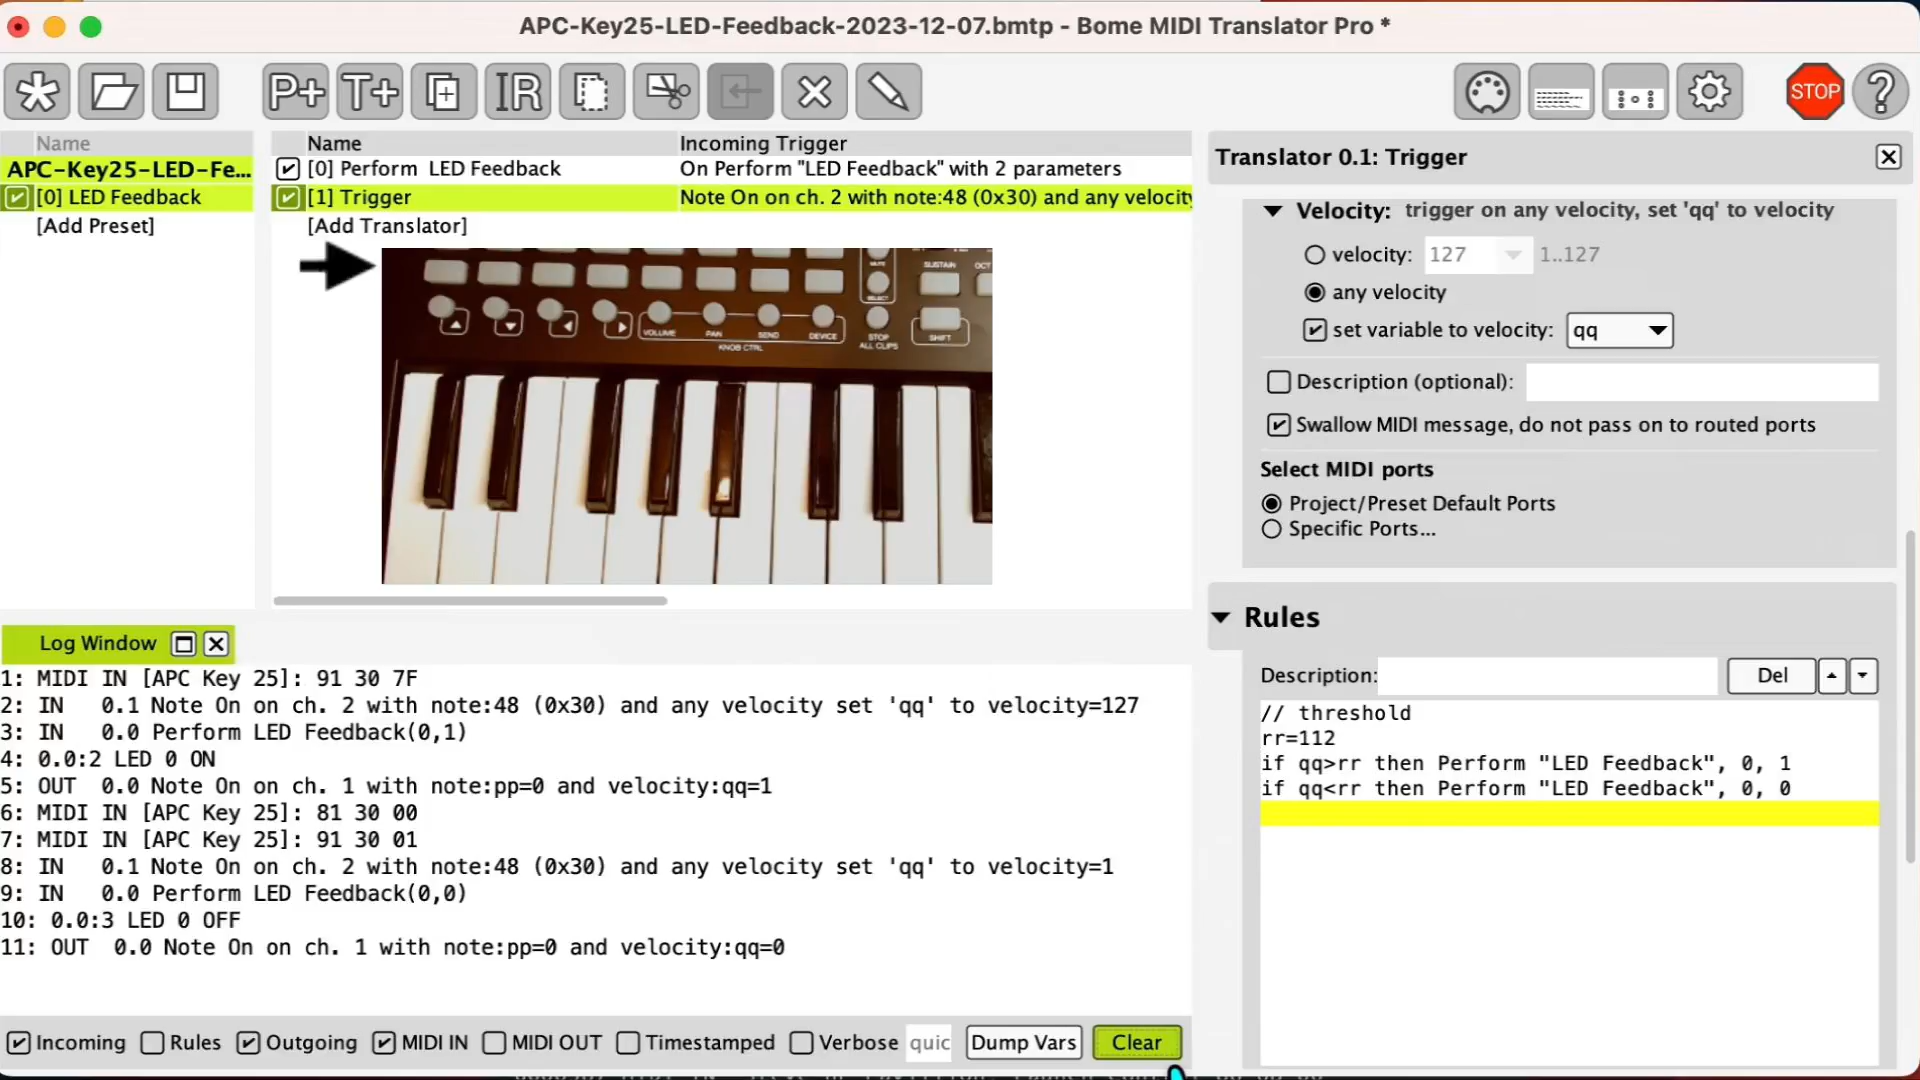 APC-Key25-LED-Feedback-2023-12-07.bmtp - Bome MIDI Translator Pro *
P+ T+ IR STOP ?
Name
APC-Key25-LED-Fe...
[0] LED Feedback
[Add Preset]
Name Incoming Trigger
[0] Perform LED Feedback On Perform "LED Feedback" with 2 parameters
[1] Trigger Note On on ch. 2 with note:48 (0x30) and any velocity
[Add Translator]
MUTE
SELECT
SUSTAIN OCT
VOLUME PAN SEND DEVICE
KNOB CTRL
STOP ALL CLIPS
SHIFT
Translator 0.1: Trigger
Velocity: trigger on any velocity, set 'qq' to velocity
velocity: 127 1..127
any velocity
set variable to velocity: qq
Description (optional):
Swallow MIDI message, do not pass on to routed ports
Select MIDI ports
Project/Preset Default Ports
Specific Ports...
Rules
Description: Del
// threshold
rr=112
if qq>rr then Perform "LED Feedback", 0, 1
if qq<rr then Perform "LED Feedback", 0, 0
Log Window
1: MIDI IN [APC Key 25]: 91 30 7F
2: IN 0.1 Note On on ch. 2 with note:48 (0x30) and any velocity set 'qq' to velocity=127
3: IN 0.0 Perform LED Feedback(0,1)
4: 0.0:2 LED 0 ON
5: OUT 0.0 Note On on ch. 1 with note:pp=0 and velocity:qq=1
6: MIDI IN [APC Key 25]: 81 30 00
7: MIDI IN [APC Key 25]: 91 30 01
8: IN 0.1 Note On on ch. 2 with note:48 (0x30) and any velocity set 'qq' to velocity=1
9: IN 0.0 Perform LED Feedback(0,0)
10: 0.0:3 LED 0 OFF
11: OUT 0.0 Note On on ch. 1 with note:pp=0 and velocity:qq=0
Incoming Rules Outgoing MIDI IN MIDI OUT Timestamped Verbose quic Dump Vars Clear